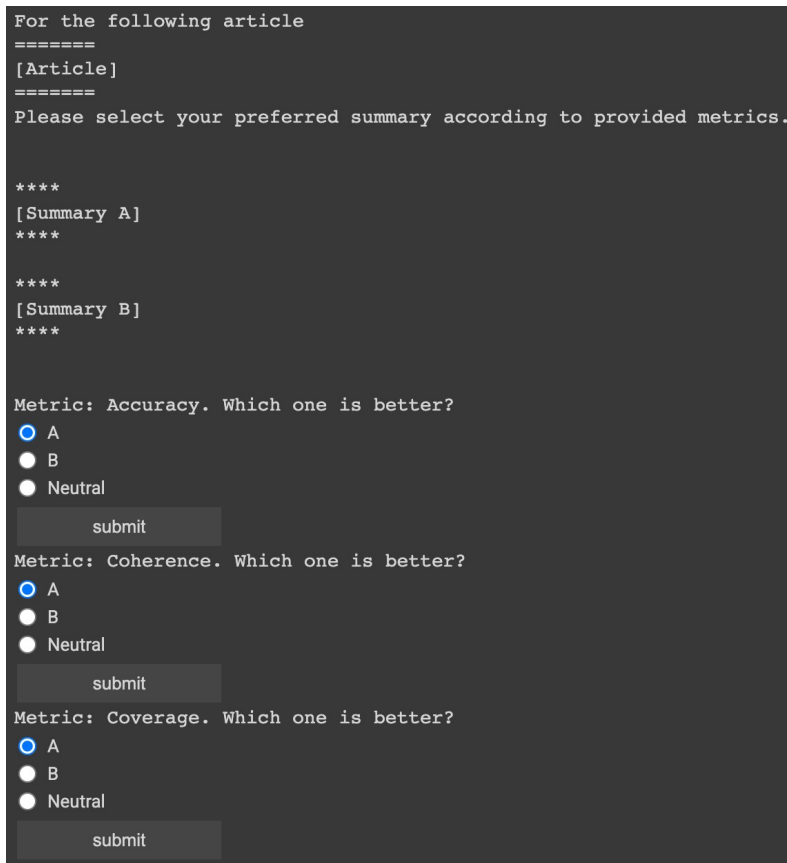 For the following article
=======
[Article]
=======
Please select your preferred summary according to provided metrics.
****
[Summary A]
****
****
[Summary B]
****
Metric: Accuracy. Which one is better?
A
B
Neutral
submit
Metric: Coherence. Which one is better?
A
B
Neutral
submit
Metric: Coverage. Which one is better?
A
B
Neutral
submit